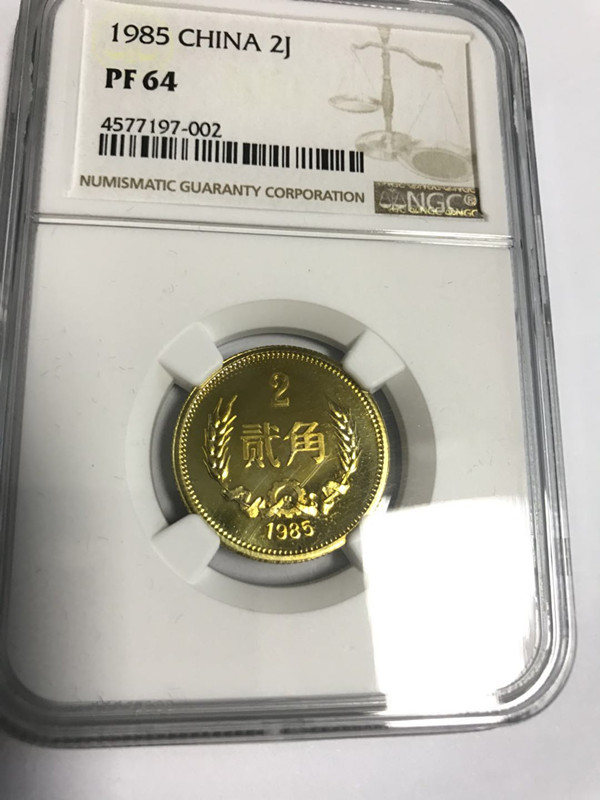 1985 CHINA 2J
PF 64
4577197-002
NUMISMATIC GUARANTY CORPORATION
NGC®
2
贰角
1985